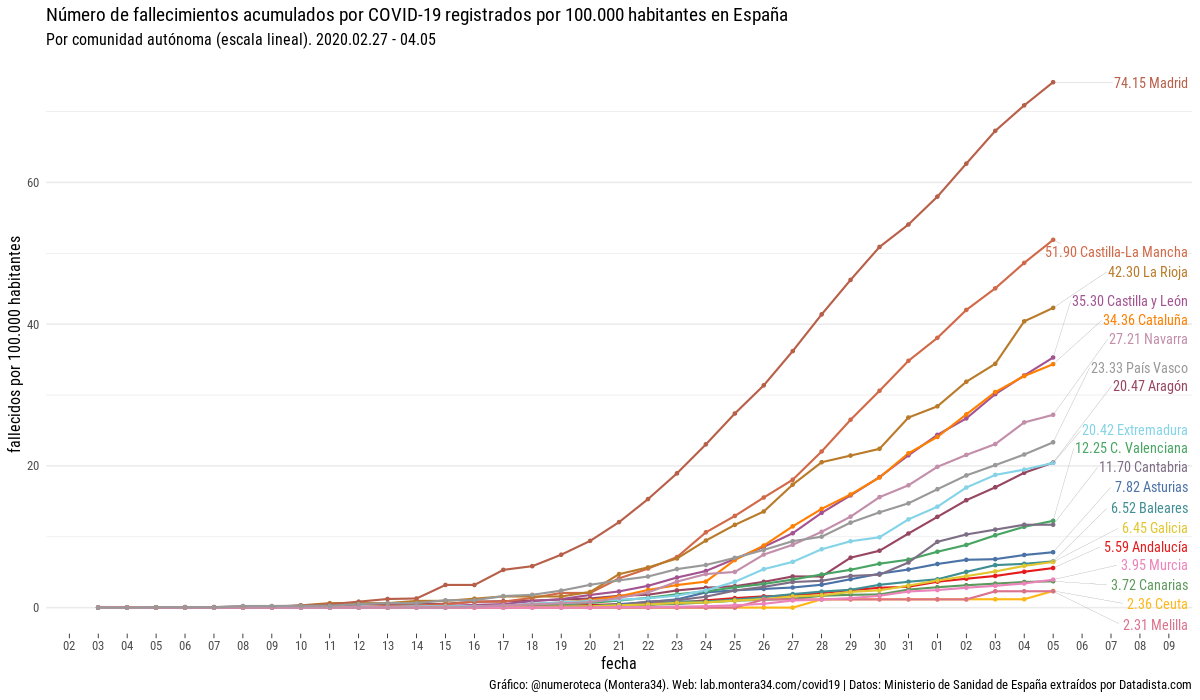 Número de fallecimientos acumulados por COVID-19 registrados por 100.000 habitantes en España
Por comunidad autónoma (escala lineal). 2020.02.27 - 04.05
fallecidos por 100.000 habitantes
60
40
20
0
74.15 Madrid
51.90 Castilla-La Mancha
42.30 La Rioja
35.30 Castilla y León
34.36 Cataluña
27.21 Navarra
23.33 País Vasco
20.47 Aragón
20.42 Extremadura
12.25 C. Valenciana
11.70 Cantabria
7.82 Asturias
6.52 Baleares
6.45 Galicia
5.59 Andalucía
3.95 Murcia
3.72 Canarias
2.36 Ceuta
2.31 Melilla
02 03 04 05 06 07 08 09 10 11 12 13 14 15 16 17 18 19 20 21 22 23 24 25 26 27 28 29 30 31 01 02 03 04 05 06 07 08 09
fecha
Gráfico: @numeroteca (Montera34). Web: lab.montera34.com/covid19 | Datos: Ministerio de Sanidad de España extraídos por Datadista.com